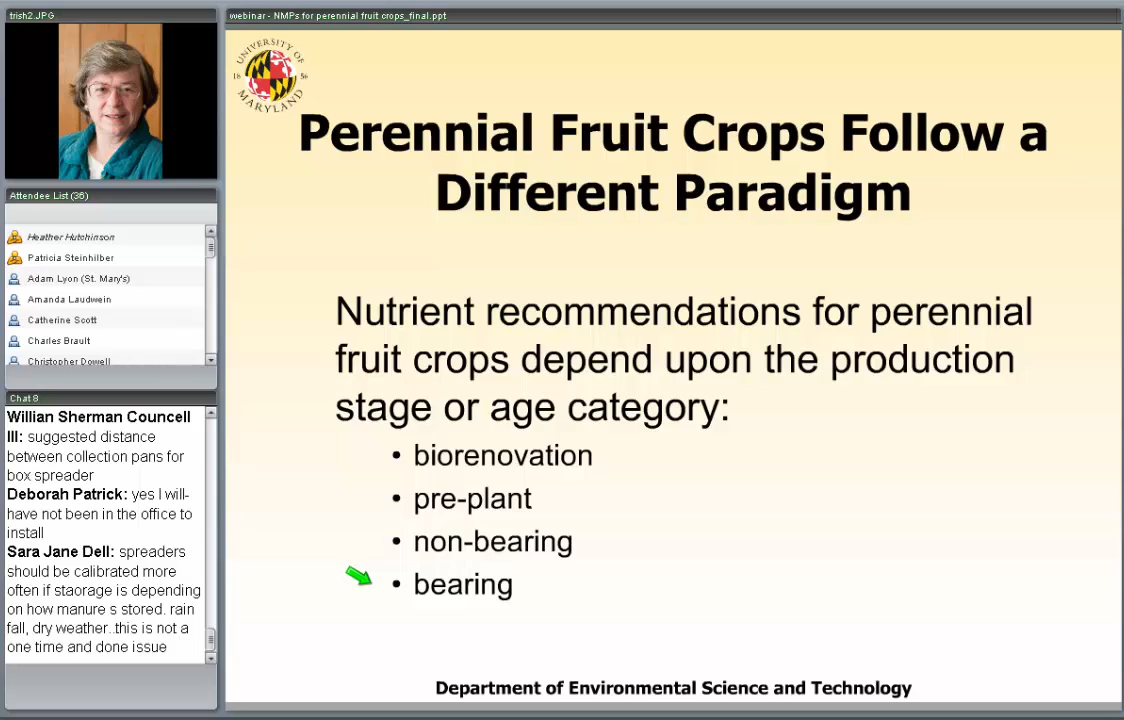 trish2.JPG
webinar - NMPs for perennial fruit crops_final.ppt
Attendee List (36)
Heather Hutchinson
Patricia Steinhilber
Adam Lyon (St. Mary's)
Amanda Laudwein
Catherine Scott
Charles Brault
Christopher Dowell
Chat 8
Willian Sherman Councell
III: suggested distance
between collection pans for
box spreader
Deborah Patrick: yes I will-
have not been in the office to
install
Sara Jane Dell: spreaders
should be calibrated more
often if staorage is depending
on how manure s stored. rain
fall, dry weather..this is not a
one time and done issue
UNIVERSITY OF
18 56
MARYLAND
Perennial Fruit Crops Follow a
Different Paradigm
Nutrient recommendations for perennial
fruit crops depend upon the production
stage or age category:
• biorenovation
• pre-plant
• non-bearing
• bearing
Department of Environmental Science and Technology